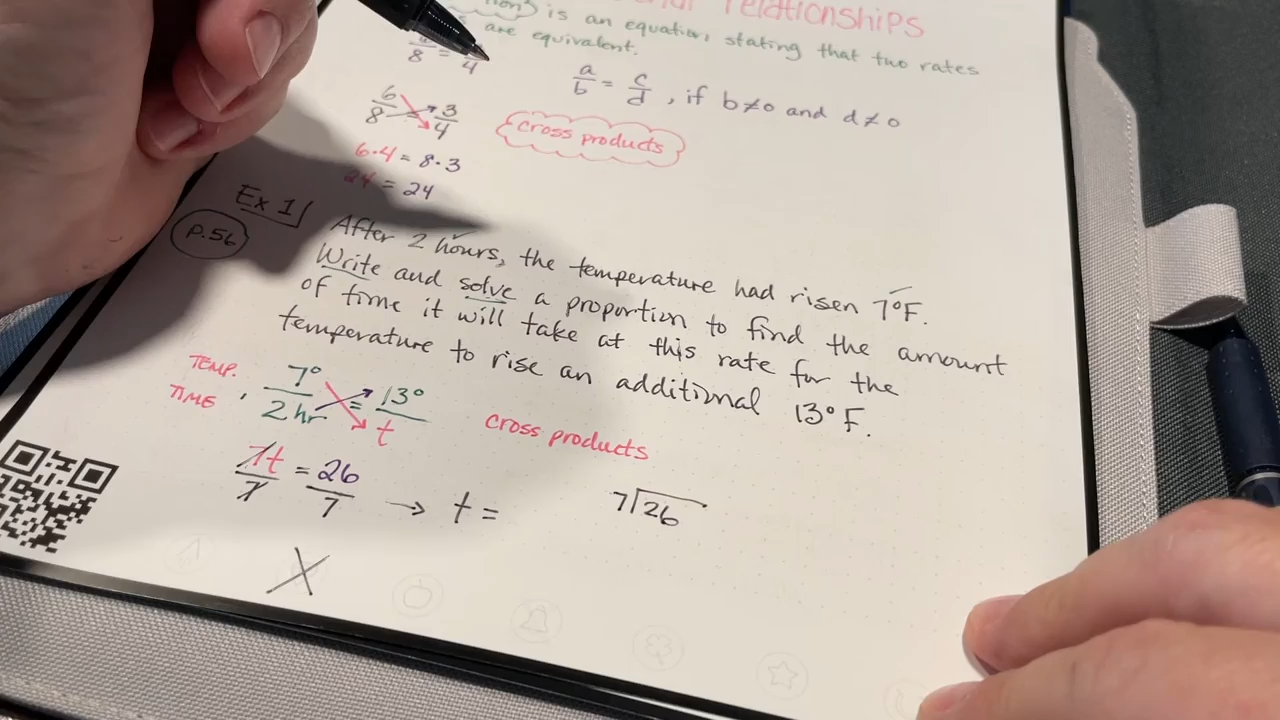 relationships
is an equation stating that two rates
are equivalent.
8 = 4
a/b = c/d, if b≠0 and d≠0
6/8 = 3/4
cross products
6·4 = 8·3
24 = 24
Ex 1
p.56
After 2 hours, the temperature had risen 7°F.
Write and solve a proportion to find the amount
of time it will take at this rate for the
temperature to rise an additional 13°F.
TEMP.
TIME
7°/2 hr = 13°/t
cross products
7t/7 = 26/7 → t =
7 26
X